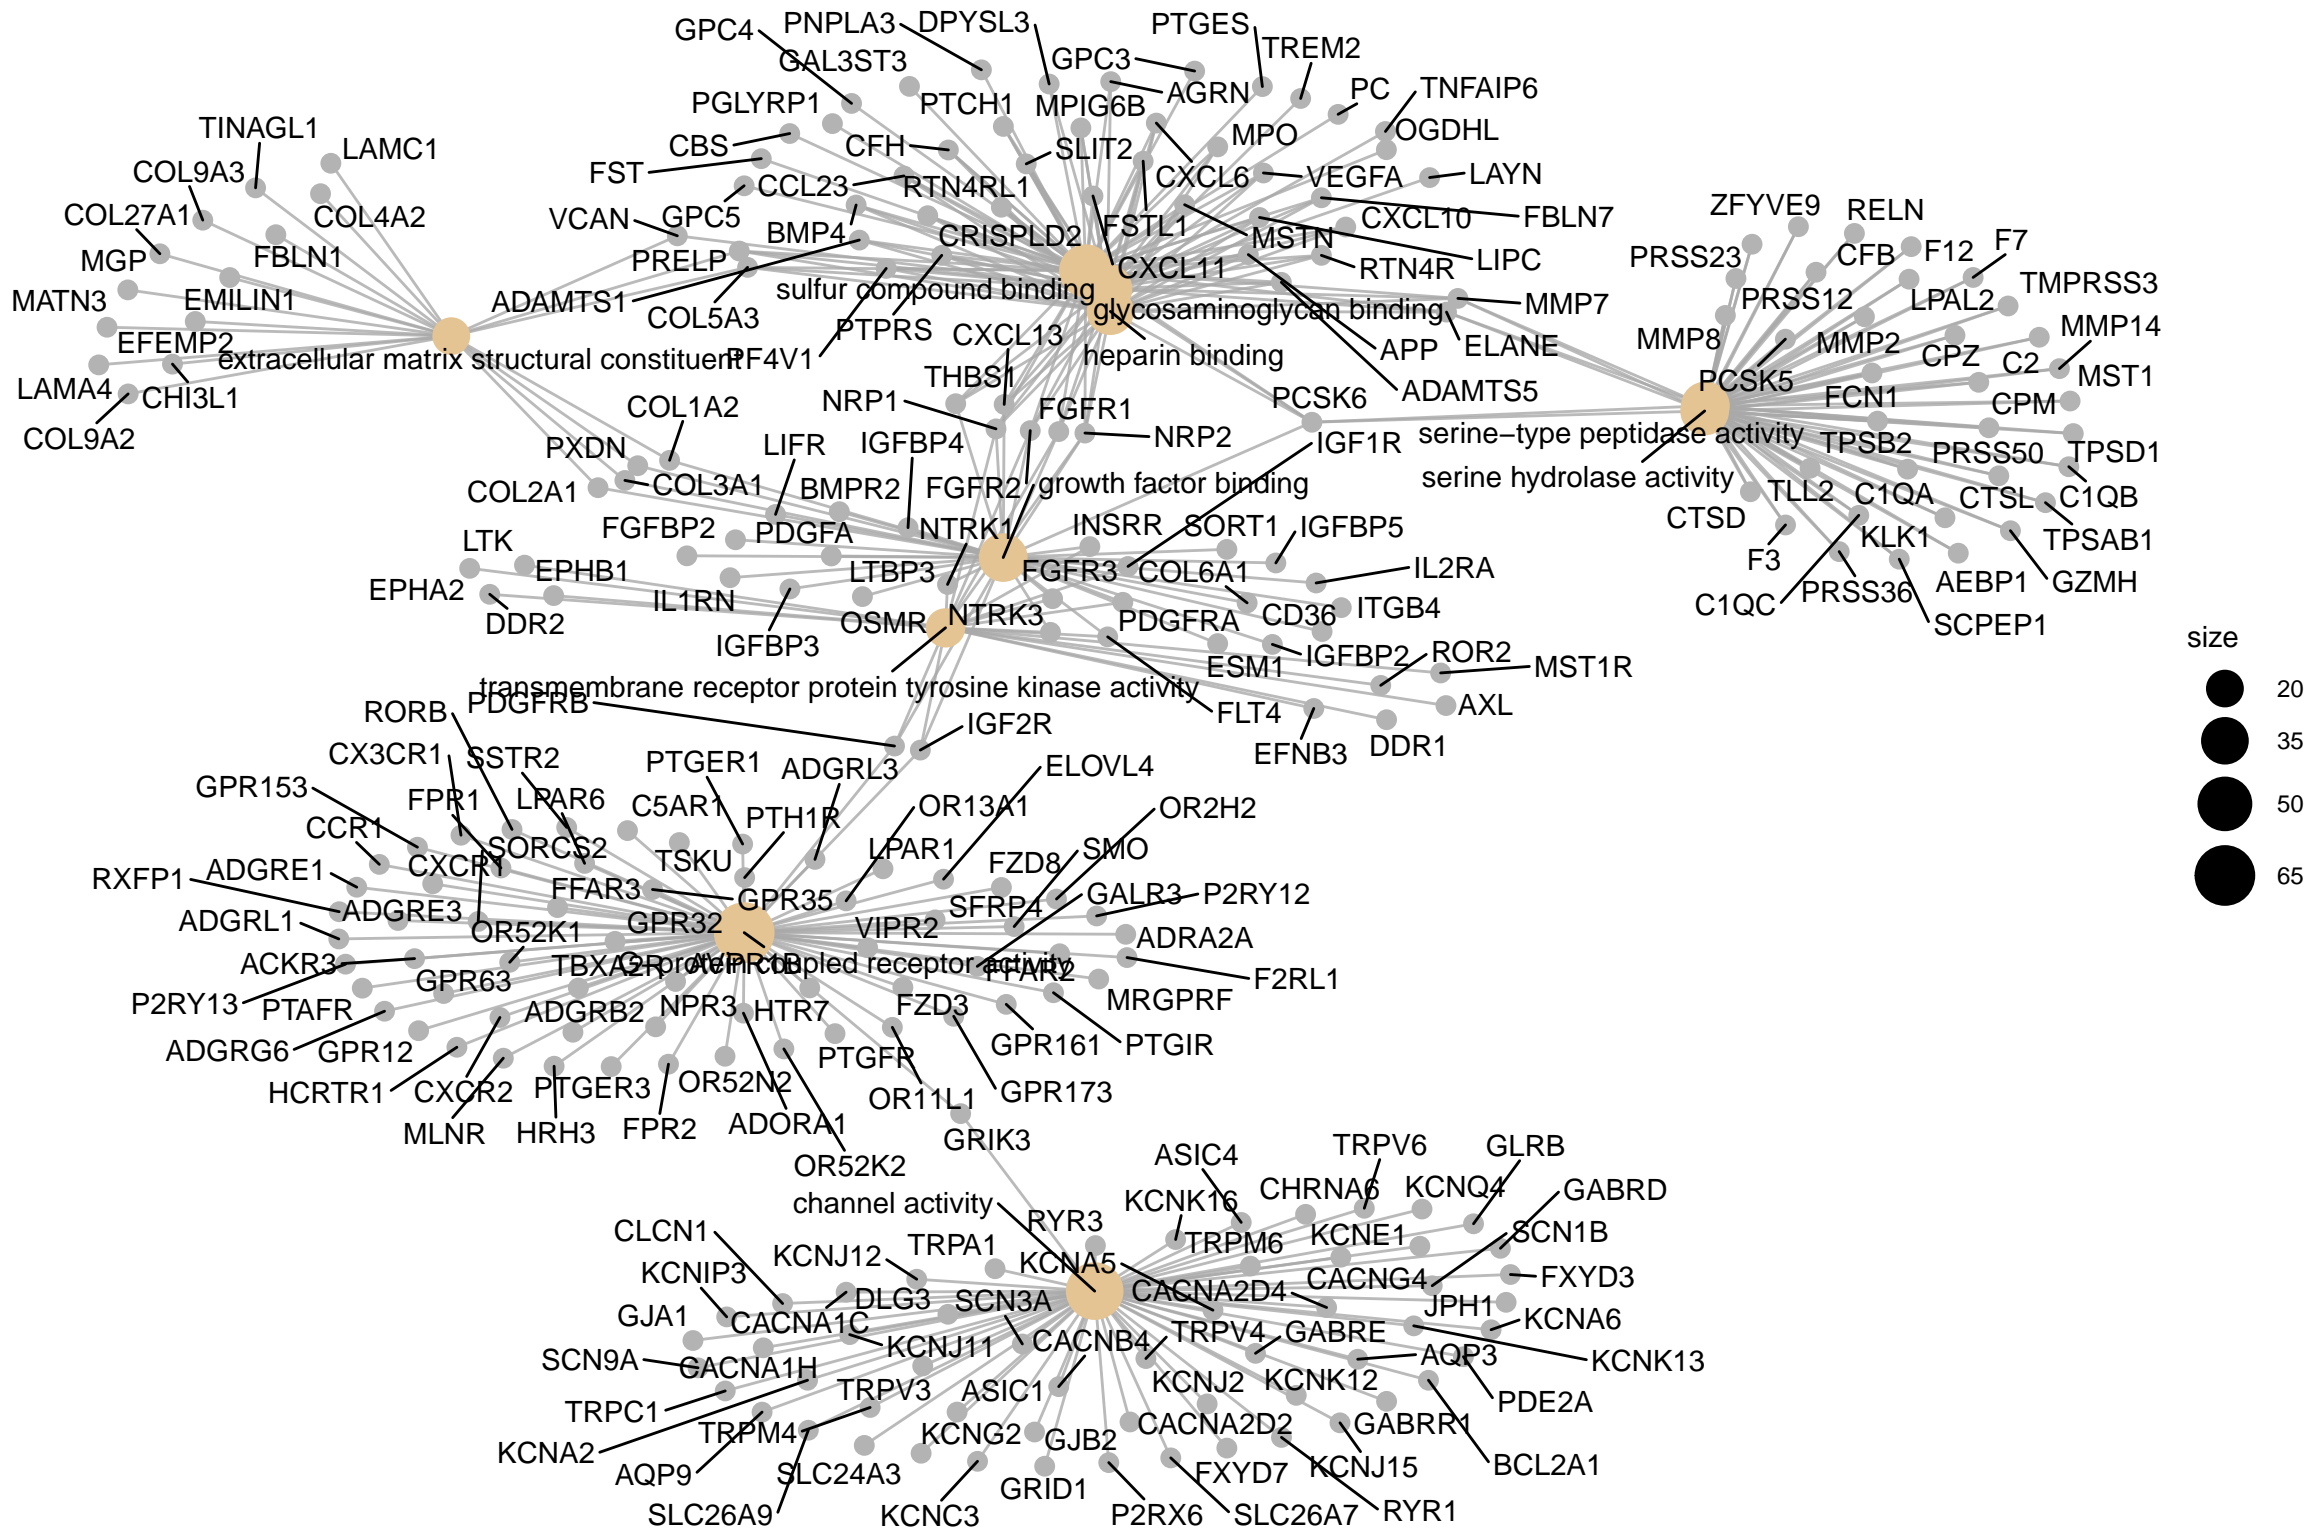 GPC4
PNPLA3
DPYSL3
PTGES
GAL3ST3
GPC3
TREM2
PGLYRP1
PTCH1
MPIG6B
AGRN
PC
TNFAIP6
TINAGL1
LAMC1
CBS
CFH
SLIT2
MPO
OGDHL
COL9A3
FST
CCL23
RTN4RL1
CXCL6
VEGFA
LAYN
COL27A1
COL4A2
VCAN
GPC5
BMP4
CRISPLD2
FSTL1
MSTN
CXCL10
FBLN7
ZFYVE9
RELN
MGP
FBLN1
PRELP
CXCL11
RTN4R
LIPC
PRSS23
CFB
F12
F7
MATN3
EMILIN1
ADAMTS1
sulfur compound binding
glycosaminoglycan binding
MMP7
PRSS12
LPAL2
TMPRSS3
EFEMP2
COL5A3
PTPRS
CXCL13
heparin binding
APP
ELANE
MMP8
MMP2
CPZ
C2
MMP14
extracellular matrix structural constituent
PF4V1
LAMA4
CHI3L1
THBS1
ADAMTS5
PCSK5
FCN1
CPM
MST1
COL9A2
COL1A2
NRP1
FGFR1
PCSK6
PXDN
LIFR
IGFBP4
NRP2
IGF1R
serine−type peptidase activity
TPSB2
PRSS50
TPSD1
COL2A1
COL3A1
BMPR2
FGFR2
growth factor binding
serine hydrolase activity
TLL2
C1QA
CTSL
C1QB
FGFBP2
PDGFA
NTRK1
INSRR
SORT1
IGFBP5
CTSD
KLK1
TPSAB1
LTK
EPHB1
LTBP3
FGFR3
COL6A1
IL2RA
F3
AEBP1
GZMH
EPHA2
IL1RN
PRSS36
C1QC
DDR2
IGFBP3
OSMR
NTRK3
PDGFRA
CD36
ITGB4
SCPEP1
ESM1
IGFBP2
ROR2
MST1R
size
transmembrane receptor protein tyrosine kinase activity
20
PDGFRB
RORB
IGF2R
FLT4
AXL
35
CX3CR1
SSTR2
PTGER1
ADGRL3
ELOVL4
EFNB3
DDR1
GPR153
FPR1
LPAR6
C5AR1
PTH1R
OR13A1
OR2H2
50
CCR1
CXCR1
SORCS2
TSKU
LPAR1
FZD8
SMO
65
RXFP1
ADGRE1
FFAR3
GPR35
SFRP4
GALR3
P2RY12
ADGRL1
ADGRE3
OR52K1
GPR32
VIPR2
ADRA2A
ACKR3
GPR63
TBXA2R
AVPR1B
G protein−coupled receptor activity
FFAR2
F2RL1
P2RY13
PTAFR
ADGRB2
NPR3
HTR7
FZD3
MRGPRF
ADGRG6
GPR12
PTGFR
GPR161
PTGIR
HCRTR1
CXCR2
PTGER3
OR52N2
OR11L1
GPR173
MLNR
HRH3
FPR2
ADORA1
GRIK3
OR52K2
ASIC4
TRPV6
GLRB
channel activity
KCNK16
CHRNA6
KCNQ4
GABRD
CLCN1
KCNJ12
TRPA1
RYR3
TRPM6
KCNE1
SCN1B
KCNIP3
KCNA5
CACNA2D4
CACNG4
FXYD3
GJA1
CACNA1C
DLG3
SCN3A
JPH1
KCNA6
SCN9A
CACNA1H
KCNJ11
CACNB4
TRPV4
GABRE
AQP3
KCNK13
TRPC1
TRPV3
ASIC1
KCNJ2
KCNK12
PDE2A
KCNA2
TRPM4
KCNG2
GJB2
CACNA2D2
GABRR1
AQP9
SLC24A3
GRID1
FXYD7
KCNJ15
BCL2A1
SLC26A9
KCNC3
P2RX6
SLC26A7
RYR1